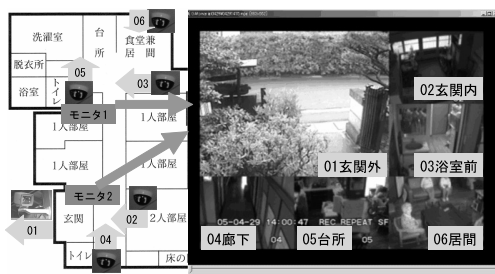 06
洗濯室
台所
食堂兼
居間
脱衣所
05
03
浴室
トイレ
モニタ1
1人部屋
1人部屋
1人部屋
1人部屋
モニタ2
玄関
02
2人部屋
01
04
トイレ
床の
02玄関内
01玄関外
03浴室前
05-04-29 14:00:47 REC REPEAT SF
04廊下
04
05台所
05
06居間